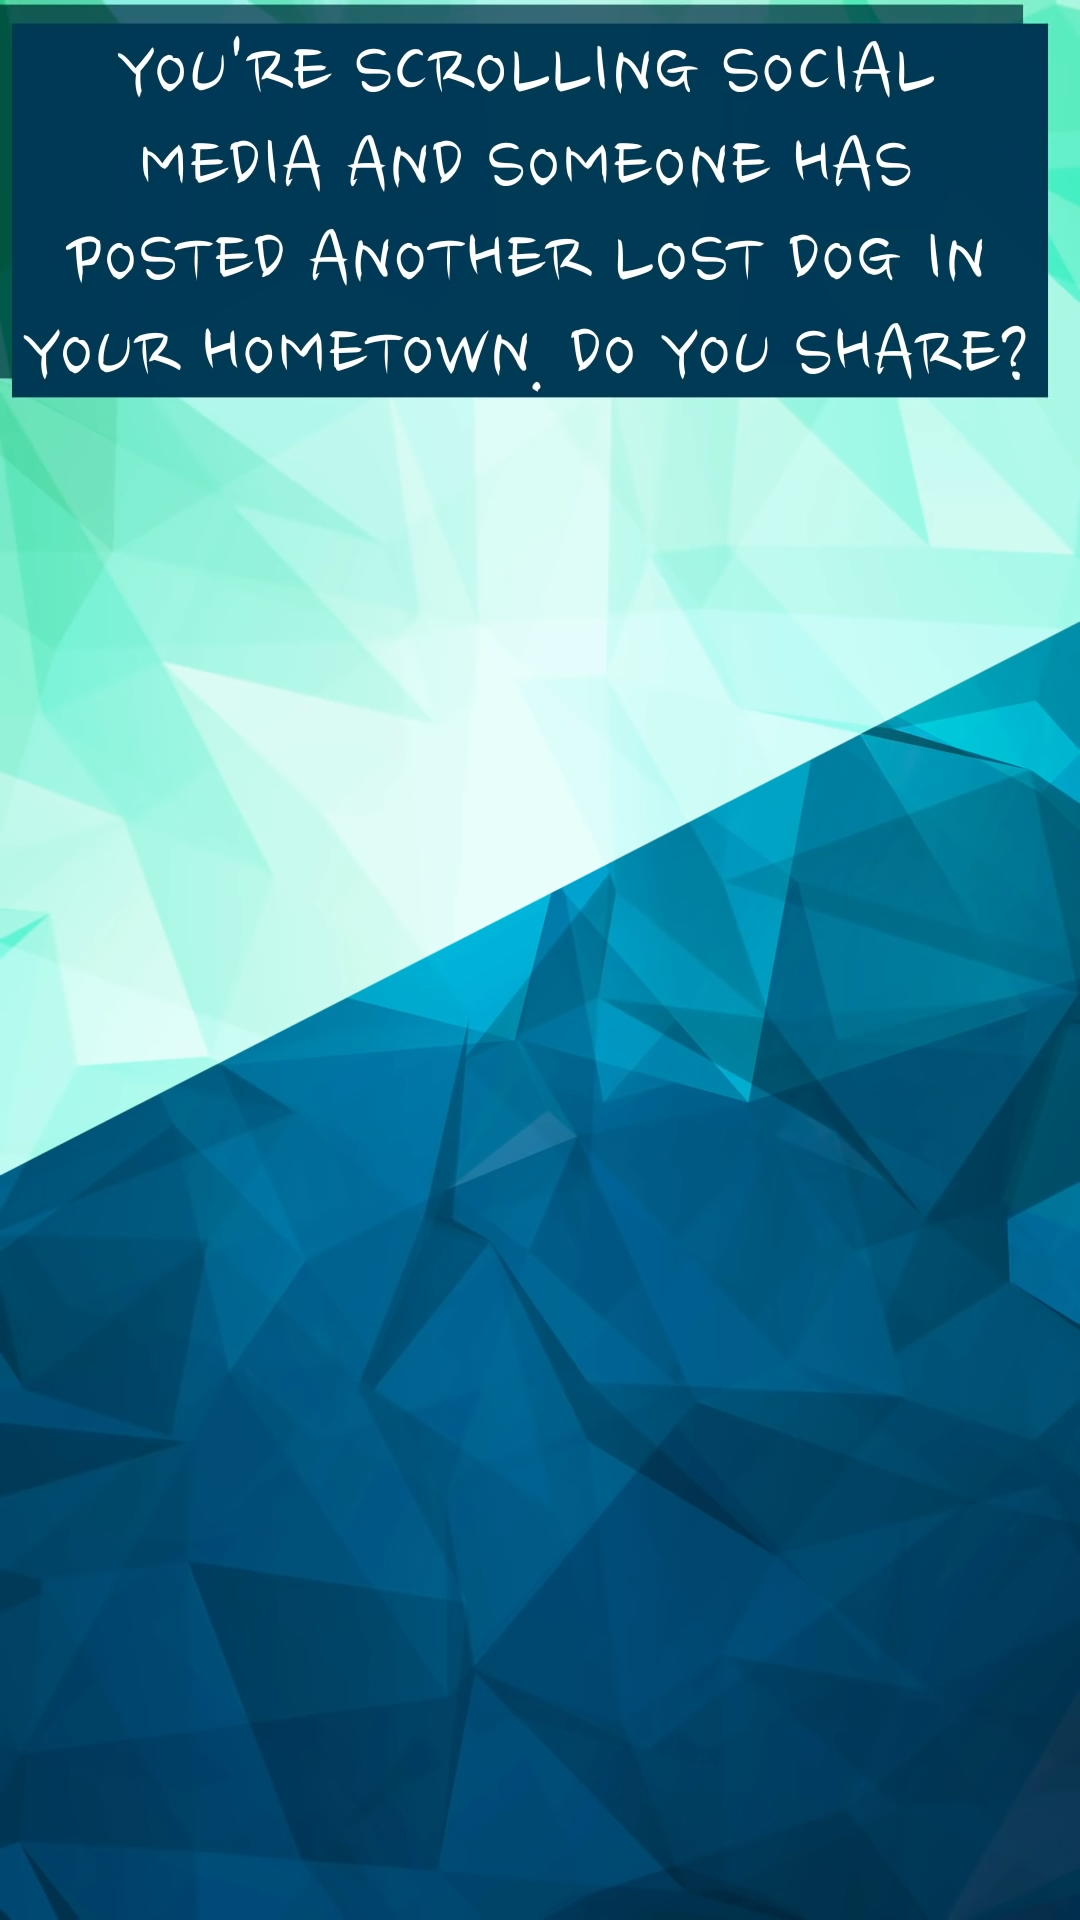 YOU'RE SCROLLING SOCIAL
MEDIA AND SOMEONE HAS
POSTED ANOTHER LOST DOG IN
YOUR HOMETOWN. DO YOU SHARE?